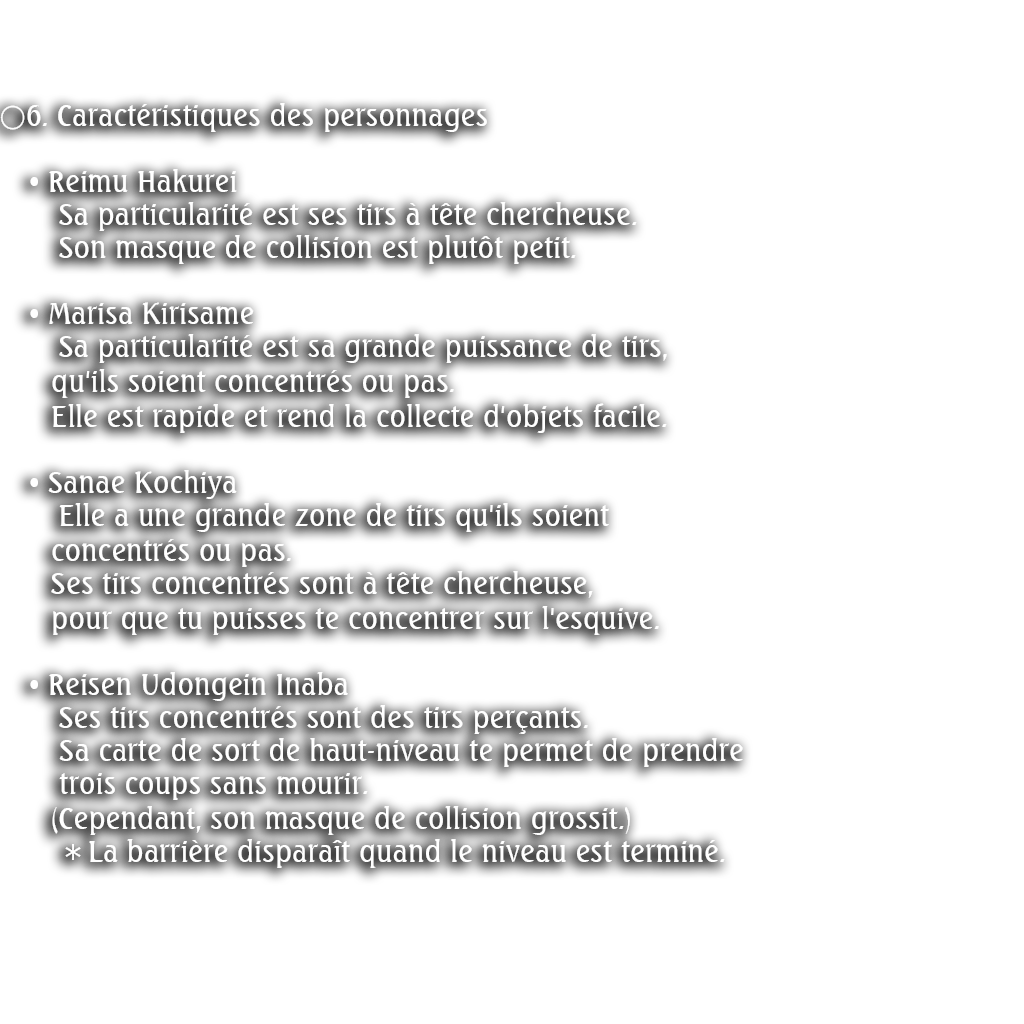 ○6. Caractéristiques des personnages
• Reimu Hakurei
Sa particularité est ses tirs à tête chercheuse.
Son masque de collision est plutôt petit.
• Marisa Kirisame
Sa particularité est sa grande puissance de tirs,
qu'ils soient concentrés ou pas.
Elle est rapide et rend la collecte d'objets facile.
• Sanae Kochiya
Elle a une grande zone de tirs qu'ils soient
concentrés ou pas.
Ses tirs concentrés sont à tête chercheuse,
pour que tu puisses te concentrer sur l'esquive.
• Reisen Udongein Inaba
Ses tirs concentrés sont des tirs perçants.
Sa carte de sort de haut-niveau te permet de prendre
trois coups sans mourir.
(Cependant, son masque de collision grossit.)
＊La barrière disparaît quand le niveau est terminé.